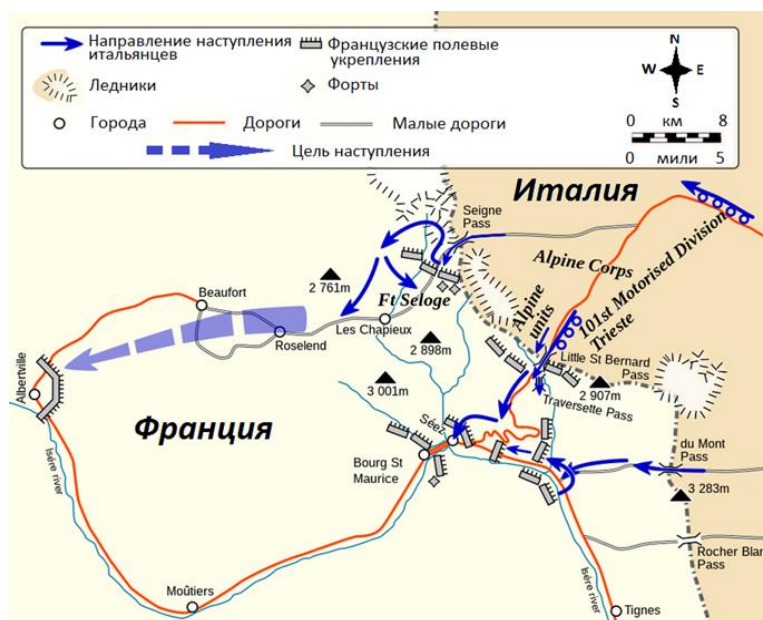 Направление наступления
итальянцев
Французские полевые
укрепления
Ледники
Форты
Города
Дороги
Малые дороги
Цель наступления
N
W E
S
0 км 8
0 мили 5
Италия
Seigne
Pass
Alpine Corps
101st Motorised Division
Trieste
Alpine
units
2 761m
Ft Seloge
Beaufort
Roselend
Les Chapieux
2 898m
Little St Bernard
Pass
2 907m
Traversette Pass
3 001m
Albertville
Франция
Séez
Bourg St
Maurice
du Mont
Pass
3 283m
Isére river
Rocher Blan
Pass
Moûtiers
Isére river
Tignes